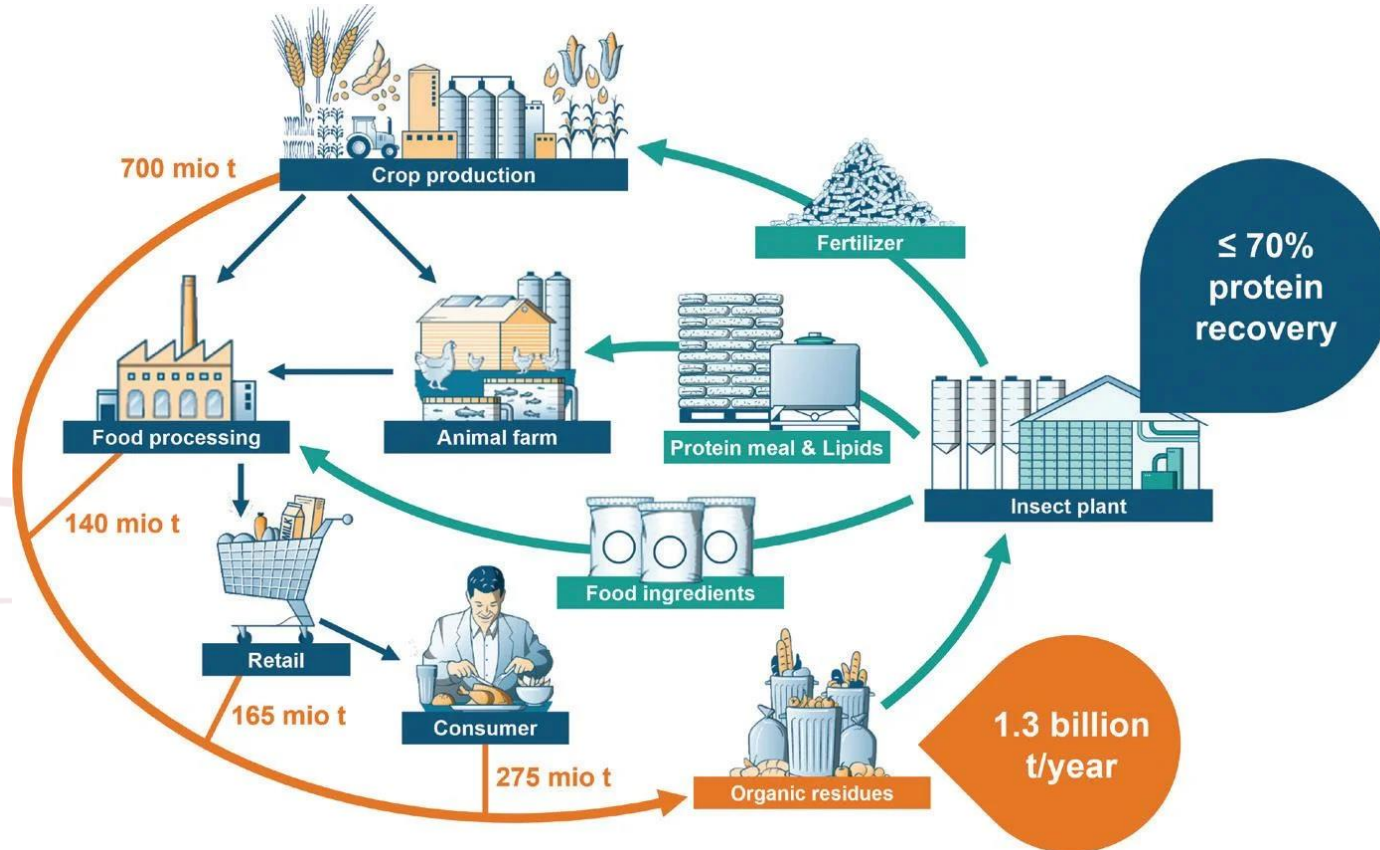 700 mio t
Crop production
Fertilizer
≤ 70%
protein
recovery
Food processing
Animal farm
Protein meal & Lipids
Insect plant
140 mio t
MILK
Food ingredients
Retail
165 mio t
Consumer
275 mio t
Organic residues
1.3 billion
t/year